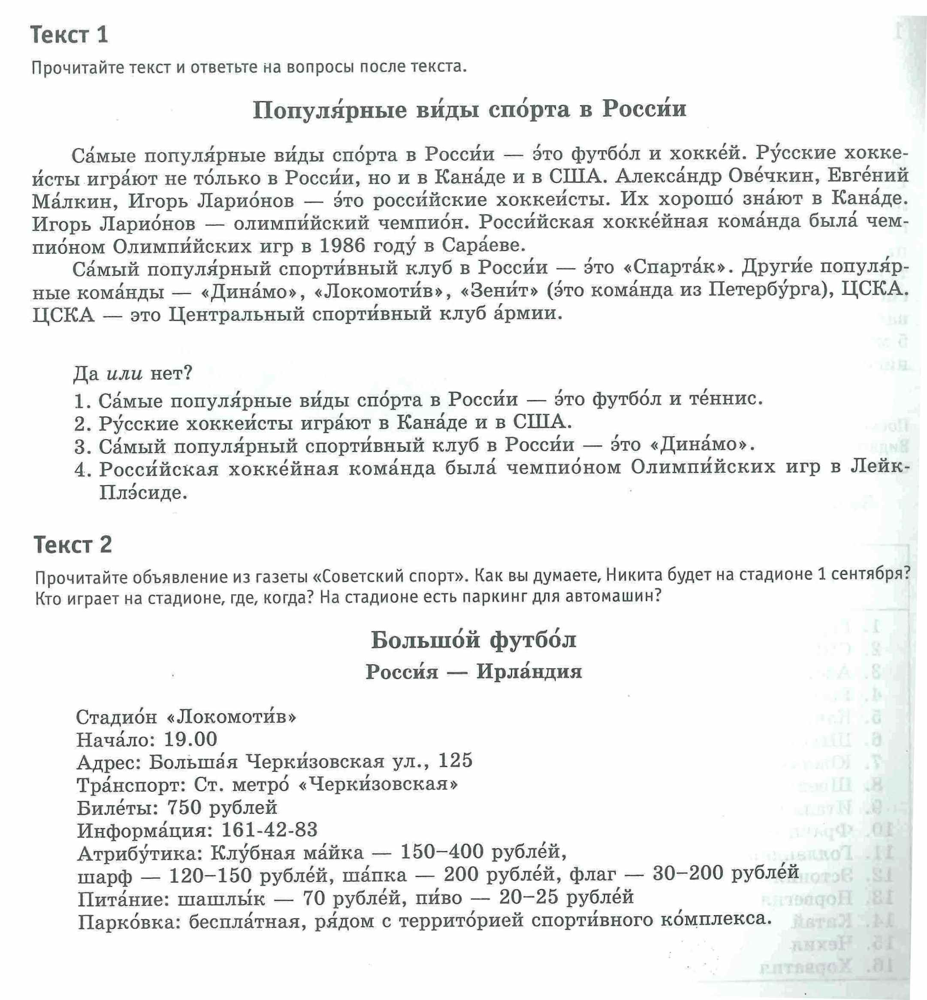 Текст 1
Прочитайте текст и ответьте на вопросы после текста.
Популя́рные ви́ды спо́рта в Росси́и
Са́мые популя́рные ви́ды спо́рта в Росси́и — э́то футбо́л и хокке́й. Ру́сские хокке-
и́сты игра́ют не то́лько в Росси́и, но и в Кана́де и в США. Алекса́ндр Ове́чкин, Евге́ний
Ма́лкин, Игорь Ларио́нов — э́то росси́йские хоккеи́сты. Их хорошо́ зна́ют в Кана́де.
Игорь Ларио́нов — олимпи́йский чемпио́н. Росси́йская хокке́йная кома́нда была́ чем-
пио́ном Олимпи́йских игр в 1986 году́ в Сара́еве.
Са́мый популя́рный спорти́вный клуб в Росси́и — э́то «Спарта́к». Други́е популя́р-
ные кома́нды — «Дина́мо», «Локомоти́в», «Зени́т» (э́то кома́нда из Петербу́рга), ЦСКА.
ЦСКА — это Центральный спорти́вный клуб а́рмии.
Да или нет?
1. Са́мые популя́рные ви́ды спо́рта в Росси́и — э́то футбо́л и те́ннис.
2. Ру́сские хоккеи́сты игра́ют в Кана́де и в США.
3. Са́мый популя́рный спорти́вный клуб в Росси́и — э́то «Дина́мо».
4. Росси́йская хокке́йная кома́нда была́ чемпио́ном Олимпи́йских игр в Лейк-
Плэ́сиде.
Текст 2
Прочитайте объявление из газеты «Советский спорт». Как вы думаете, Никита будет на стадионе 1 сентября?
Кто играет на стадионе, где, когда? На стадионе есть паркинг для автомашин?
Большо́й футбо́л
Росси́я — Ирла́ндия
Стадио́н «Локомоти́в»
Нача́ло: 19.00
Адрес: Больша́я Черки́зовская ул., 125
Тра́нспорт: Ст. метро́ «Черки́зовская»
Биле́ты: 750 рублей
Информа́ция: 161-42-83
Атрибу́тика: Клу́бная ма́йка — 150–400 рубле́й,
шарф — 120–150 рубле́й, ша́пка — 200 рубле́й, флаг — 30–200 рубле́й
Пита́ние: шашлы́к — 70 рубле́й, пи́во — 20–25 рубле́й
Парко́вка: беспла́тная, ря́дом с террито́рией спорти́вного ко́мплекса.